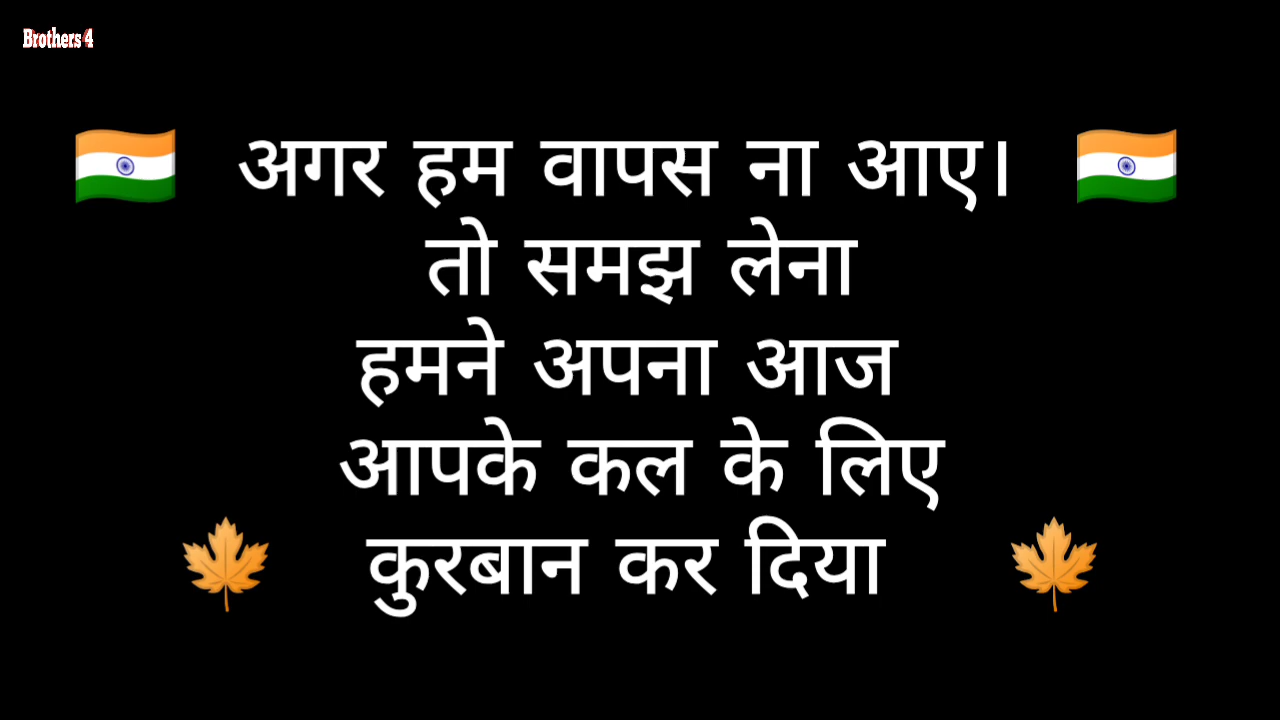 Brothers 4
🇮🇳 अगर हम वापस ना आए। 🇮🇳
तो समझ लेना
हमने अपना आज
आपके कल के लिए
🍁 कुरबान कर दिया 🍁